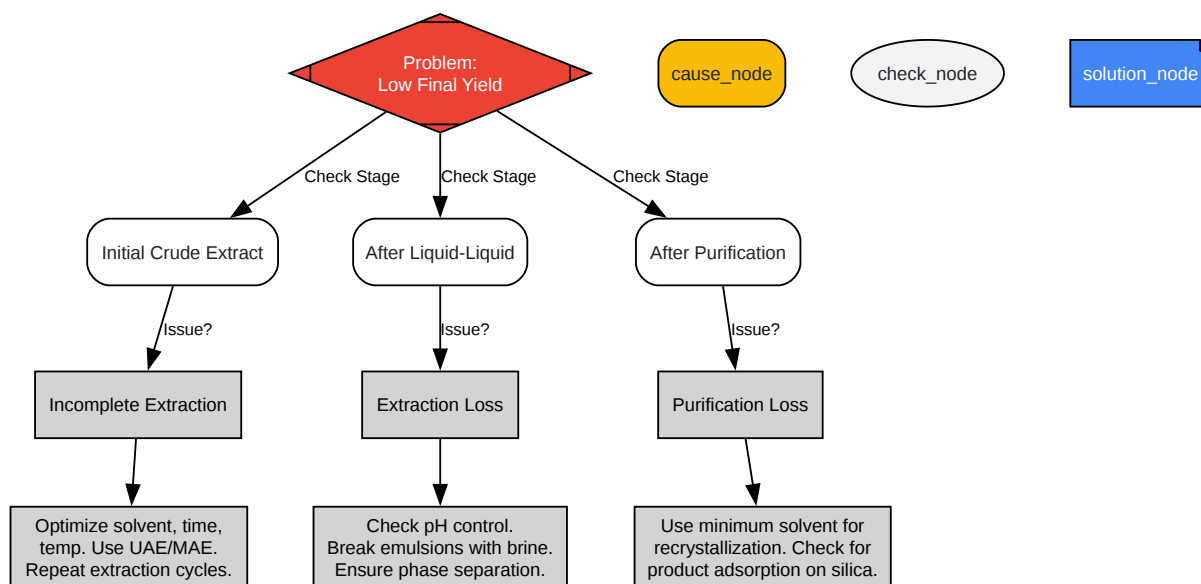 Problem:
Low Final Yield
cause_node
check_node
solution_node
Check Stage
Check Stage
Check Stage
Initial Crude Extract
After Liquid-Liquid
After Purification
Issue?
Issue?
Issue?
Incomplete Extraction
Extraction Loss
Purification Loss
Optimize solvent, time,
temp. Use UAE/MAE.
Repeat extraction cycles.
Check pH control.
Break emulsions with brine.
Ensure phase separation.
Use minimum solvent for
recrystallization. Check for
product adsorption on silica.